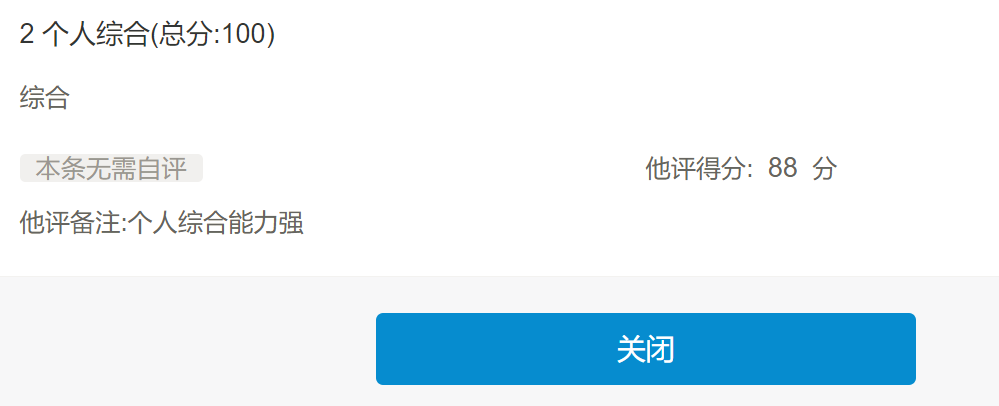 2 个人综合(总分:100)
综合
本条无需自评 他评得分: 88 分
他评备注:个人综合能力强
关闭